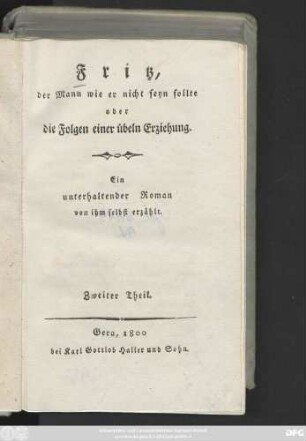 Fritz,
der Mann wie er nicht seyn sollte
oder
die Folgen einer übeln Erziehung.
Ein
unterhaltender Roman
von ihm selbst erzählt.
Zweiter Theil.
Gera, 1800
bei Karl Gottlob Haller und Sohn.